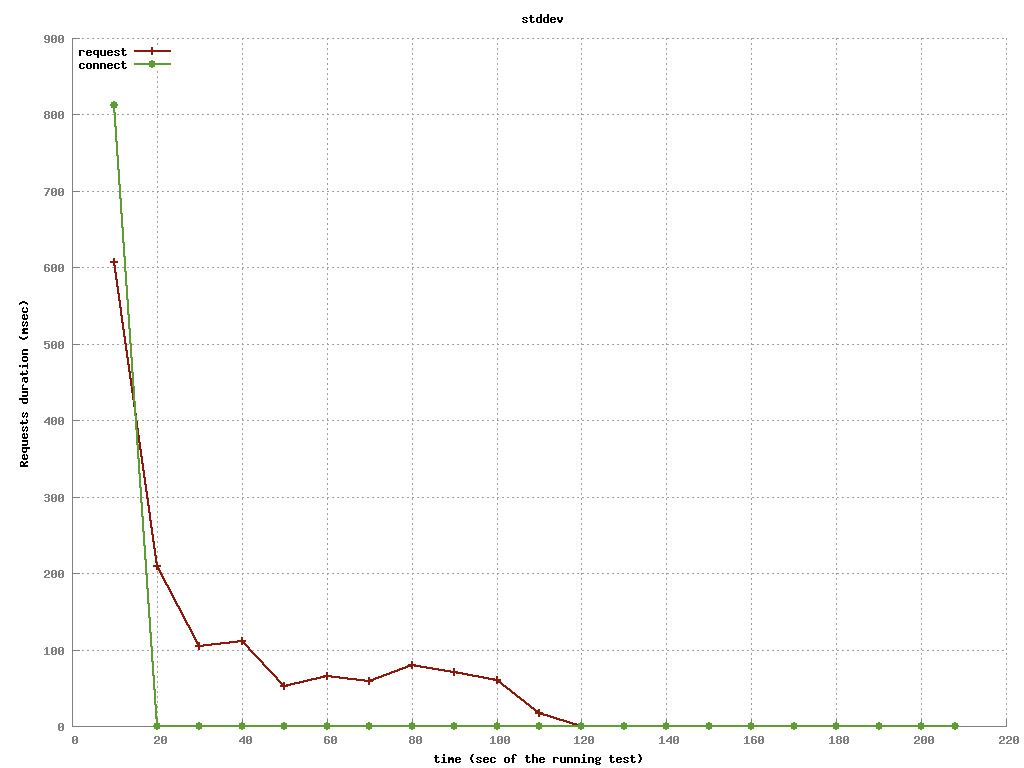 stddev
900
800
700
600
500
400
300
200
100
0
request
connect
Requests duration (msec)
0 20 40 60 80 100 120 140 160 180 200 220
time (sec of the running test)